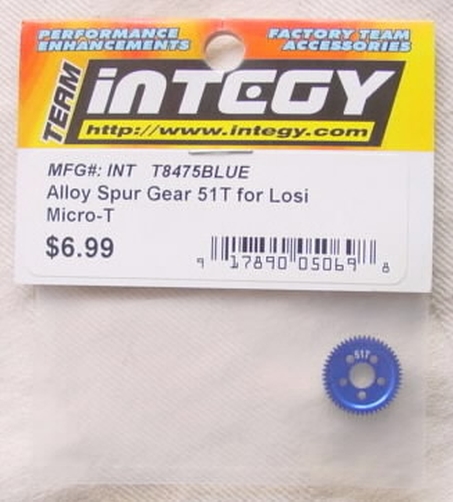 PERFORMANCE ENHANCEMENTS
FACTORY TEAM ACCESSORIES
TEAM
iNTEGY
http://www.integy.com
MFG#: INT T8475BLUE
Alloy Spur Gear 51T for Losi
Micro-T
$6.99
9 17890 05069 8
51T